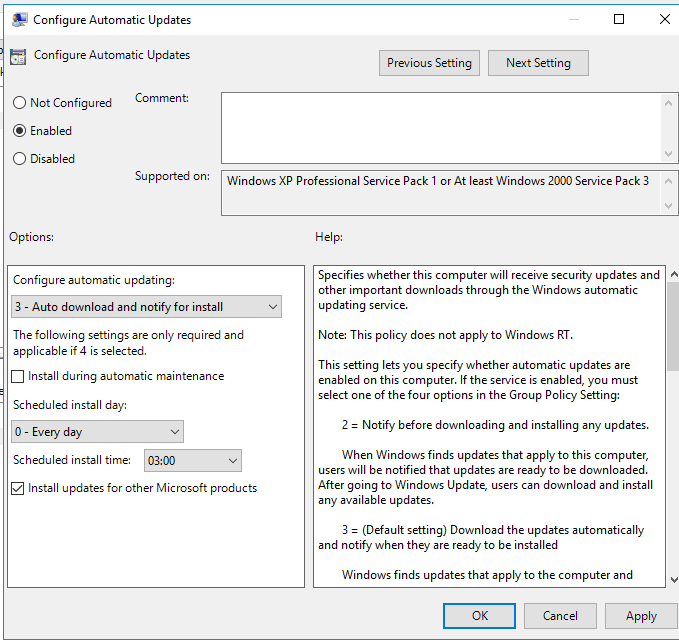 Configure Automatic Updates
Configure Automatic Updates
Previous Setting
Next Setting
Not Configured
Enabled
Disabled
Comment:
Supported on:
Windows XP Professional Service Pack 1 or At least Windows 2000 Service Pack 3
Options:
Help:
Configure automatic updating:
3 - Auto download and notify for install
The following settings are only required and
applicable if 4 is selected.
Install during automatic maintenance
Scheduled install day:
0 - Every day
Scheduled install time:
03:00
Install updates for other Microsoft products
Specifies whether this computer will receive security updates and
other important downloads through the Windows automatic
updating service.
Note: This policy does not apply to Windows RT.
This setting lets you specify whether automatic updates are
enabled on this computer. If the service is enabled, you must
select one of the four options in the Group Policy Setting:
2 = Notify before downloading and installing any updates.
When Windows finds updates that apply to this computer,
users will be notified that updates are ready to be downloaded.
After going to Windows Update, users can download and install
any available updates.
3 = (Default setting) Download the updates automatically
and notify when they are ready to be installed
Windows finds updates that apply to the computer and
OK
Cancel
Apply